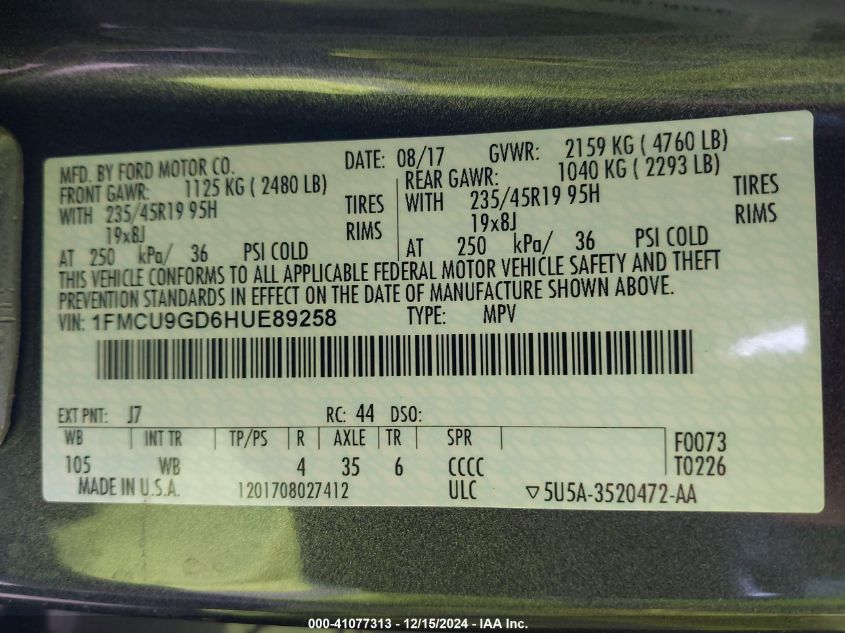 MFD. BY FORD MOTOR CO. DATE: 08/17 GVWR: 2159 KG ( 4760 LB)
FRONT GAWR: 1125 KG ( 2480 LB) REAR GAWR: 1040 KG ( 2293 LB)
WITH 235/45R19 95H TIRES WITH 235/45R19 95H TIRES
19x8J RIMS 19x8J RIMS
AT 250 kPa/ 36 PSI COLD AT 250 kPa/ 36 PSI COLD
THIS VEHICLE CONFORMS TO ALL APPLICABLE FEDERAL MOTOR VEHICLE SAFETY AND THEFT
PREVENTION STANDARDS IN EFFECT ON THE DATE OF MANUFACTURE SHOWN ABOVE.
VIN: 1FMCU9GD6HUE89258 TYPE: MPV
EXT PNT: J7 RC: 44 DSO:
WB INT TR TP/PS R AXLE TR SPR F0073
105 WB 4 35 6 CCCC T0226
MADE IN U.S.A. 1201708027412 ULC ▽5U5A-3520472-AA
000-41077313 - 12/15/2024 - IAA Inc.